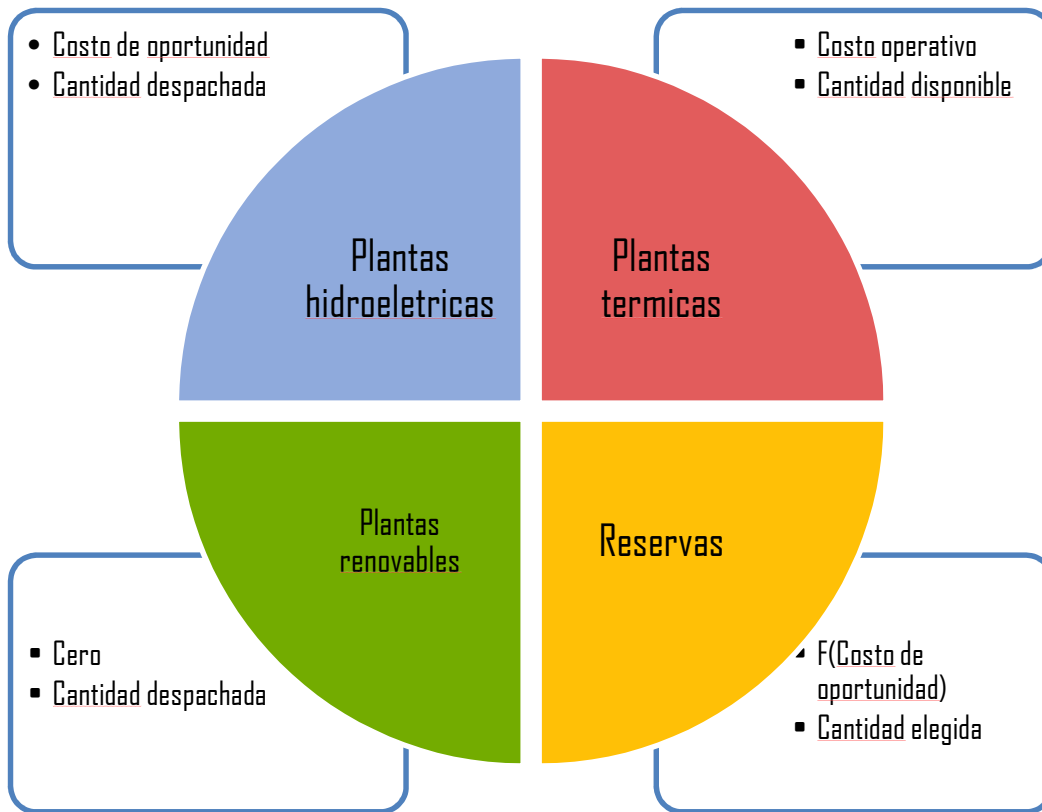 • Costo de oportunidad
• Cantidad despachada
▪ Costo operativo
▪ Cantidad disponible
Plantas
hidroeletricas
Plantas
termicas
Plantas
renovables
Reservas
▪ Cero
▪ Cantidad despachada
▪ F(Costo de
oportunidad)
▪ Cantidad elegida